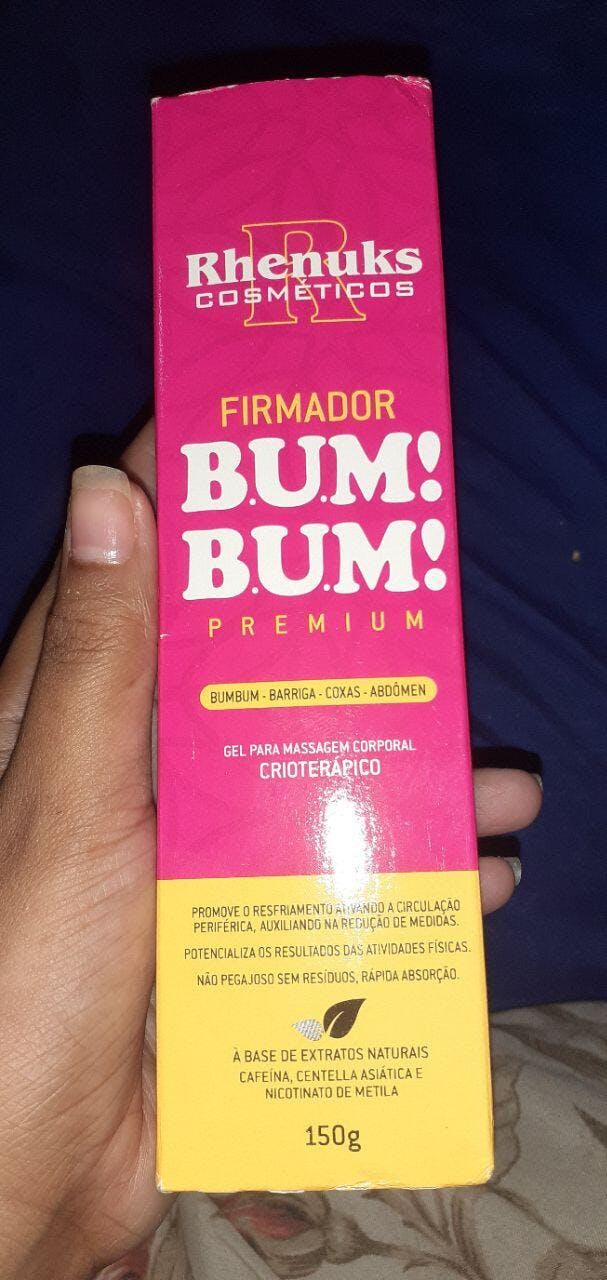 Rhenuks
COSMÉTICOS
FIRMADOR
B.U.M!
B.U.M!
PREMIUM
BUMBUM - BARRIGA - COXAS - ABDÔMEN
GEL PARA MASSAGEM CORPORAL
CRIOTERÁPICO
PROMOVE O RESFRIAMENTO ATIVANDO A CIRCULAÇÃO
PERIFÉRICA, AUXILIANDO NA REDUÇÃO DE MEDIDAS.
POTENCIALIZA OS RESULTADOS DAS ATIVIDADES FÍSICAS.
NÃO PEGAJOSO SEM RESÍDUOS, RÁPIDA ABSORÇÃO.
À BASE DE EXTRATOS NATURAIS
CAFEÍNA, CENTELLA ASIÁTICA E
NICOTINATO DE METILA
150g